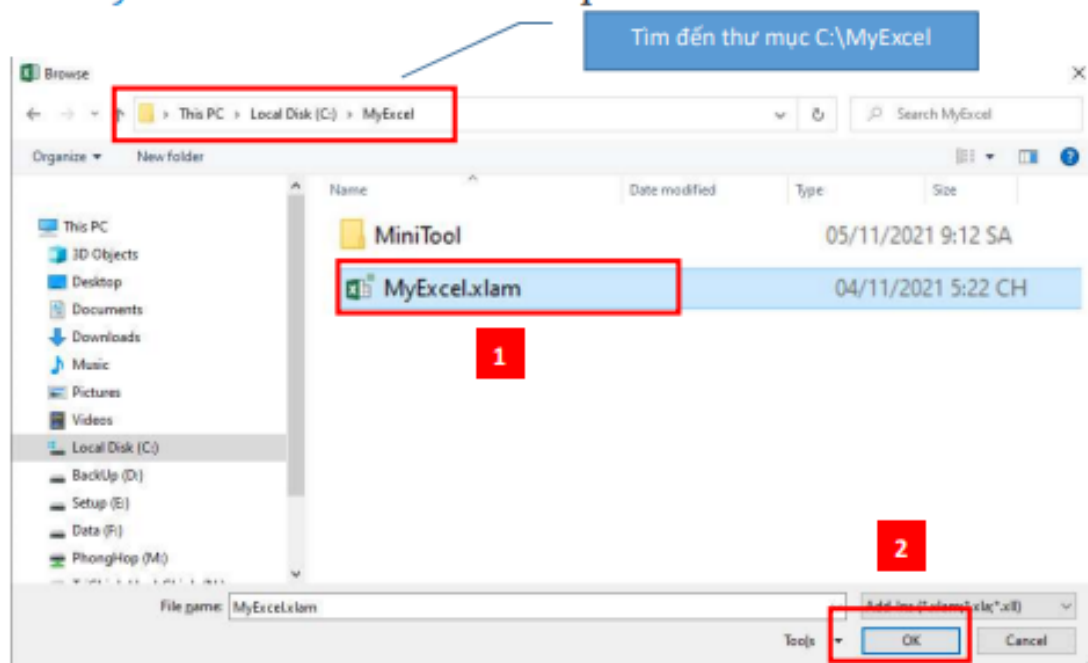 Tìm đến thư mục C:\MyExcel
Browse
This PC > Local Disk (C:) > MyExcel
Search MyExcel
Organize
New folder
Name
Date modified
Type
Size
This PC
3D Objects
Desktop
Documents
Downloads
Music
Pictures
Videos
Local Disk (C:)
BackUp (D:)
Setup (E:)
Data (F:)
PhongHop (M:)
MiniTool
05/11/2021 9:12 SA
MyExcel.xlam
04/11/2021 5:22 CH
1
2
File name:
MyExcel.xlam
Tools
OK
Cancel